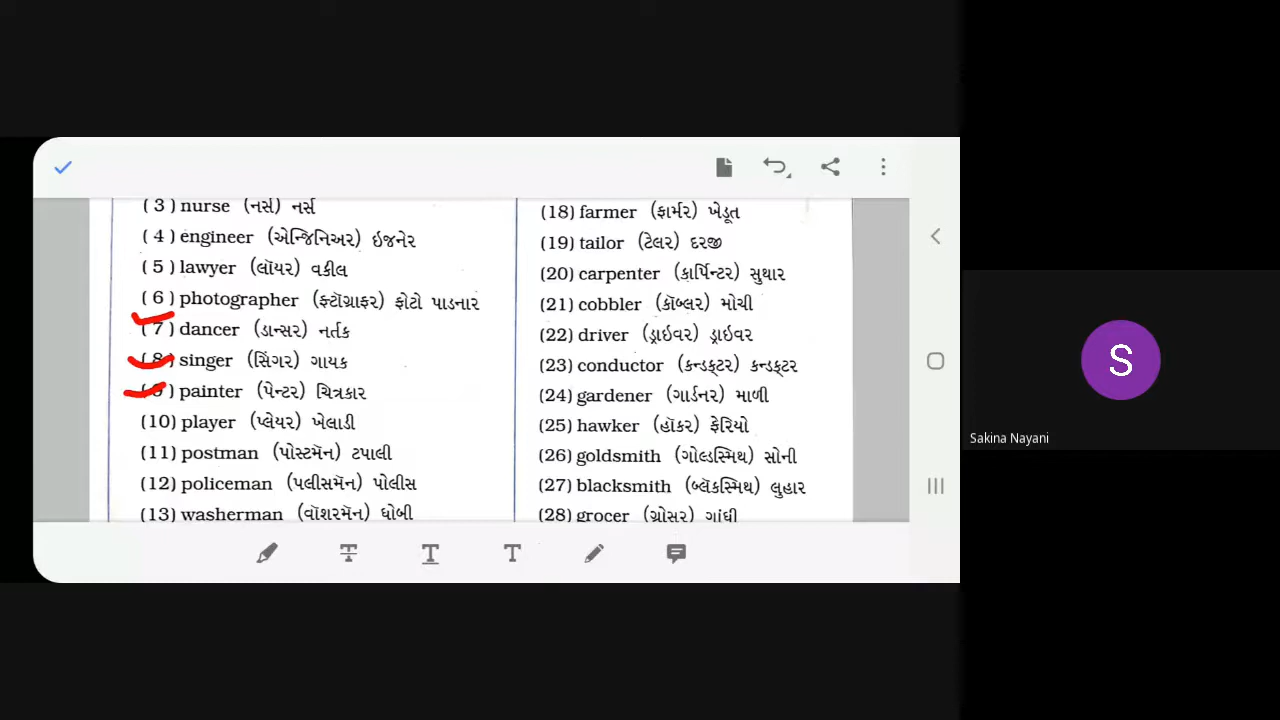 ( 3 ) nurse (નર્સ) નર્સ
( 4 ) engineer (એન્જિનિઅર) ઇજનેર
( 5 ) lawyer (લૉયર) વકીલ
( 6 ) photographer (ફટૉગ્રાફર) ફોટો પાડનાર
( 7 ) dancer (ડાન્સર) નર્તક
( 8 ) singer (સિંગર) ગાયક
( 9 ) painter (પેન્ટર) ચિત્રકાર
(10) player (પ્લેયર) ખેલાડી
(11) postman (પોસ્ટમૅન) ટપાલી
(12) policeman (પલીસમૅન) પોલીસ
(13) washerman (વૉશરમૅન) ધોબી
(18) farmer (ફાર્મર) ખેડૂત
(19) tailor (ટેલર) દરજી
(20) carpenter (કાર્પિન્ટર) સુથાર
(21) cobbler (કૉબ્લર) મોચી
(22) driver (ડ્રાઇવર) ડ્રાઇવર
(23) conductor (કન્ડક્ટર) કન્ડક્ટર
(24) gardener (ગાર્ડનર) માળી
(25) hawker (હૉકર) ફેરિયો
(26) goldsmith (ગોલ્ડસ્મિથ) સોની
(27) blacksmith (બ્લૅકસ્મિથ) લુહાર
(28) grocer (ગ્રોસર) ગાંધી
T T T
S
Sakina Nayani